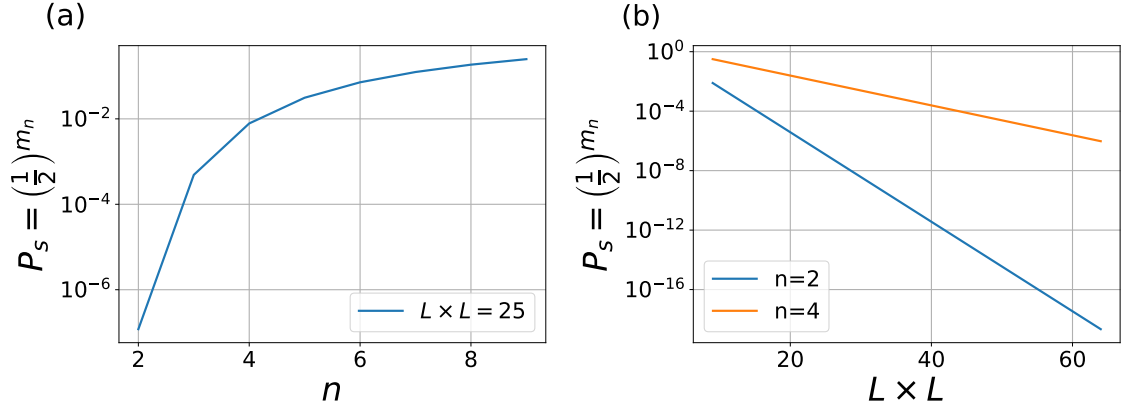 (a)
P_s = (1/2)^{m_n}
10^{-2}
10^{-4}
10^{-6}
L × L = 25
2 4 6 8
n
(b)
P_s = (1/2)^{m_n}
10^0
10^{-4}
10^{-8}
10^{-12}
10^{-16}
n=2
n=4
20 40 60
L × L